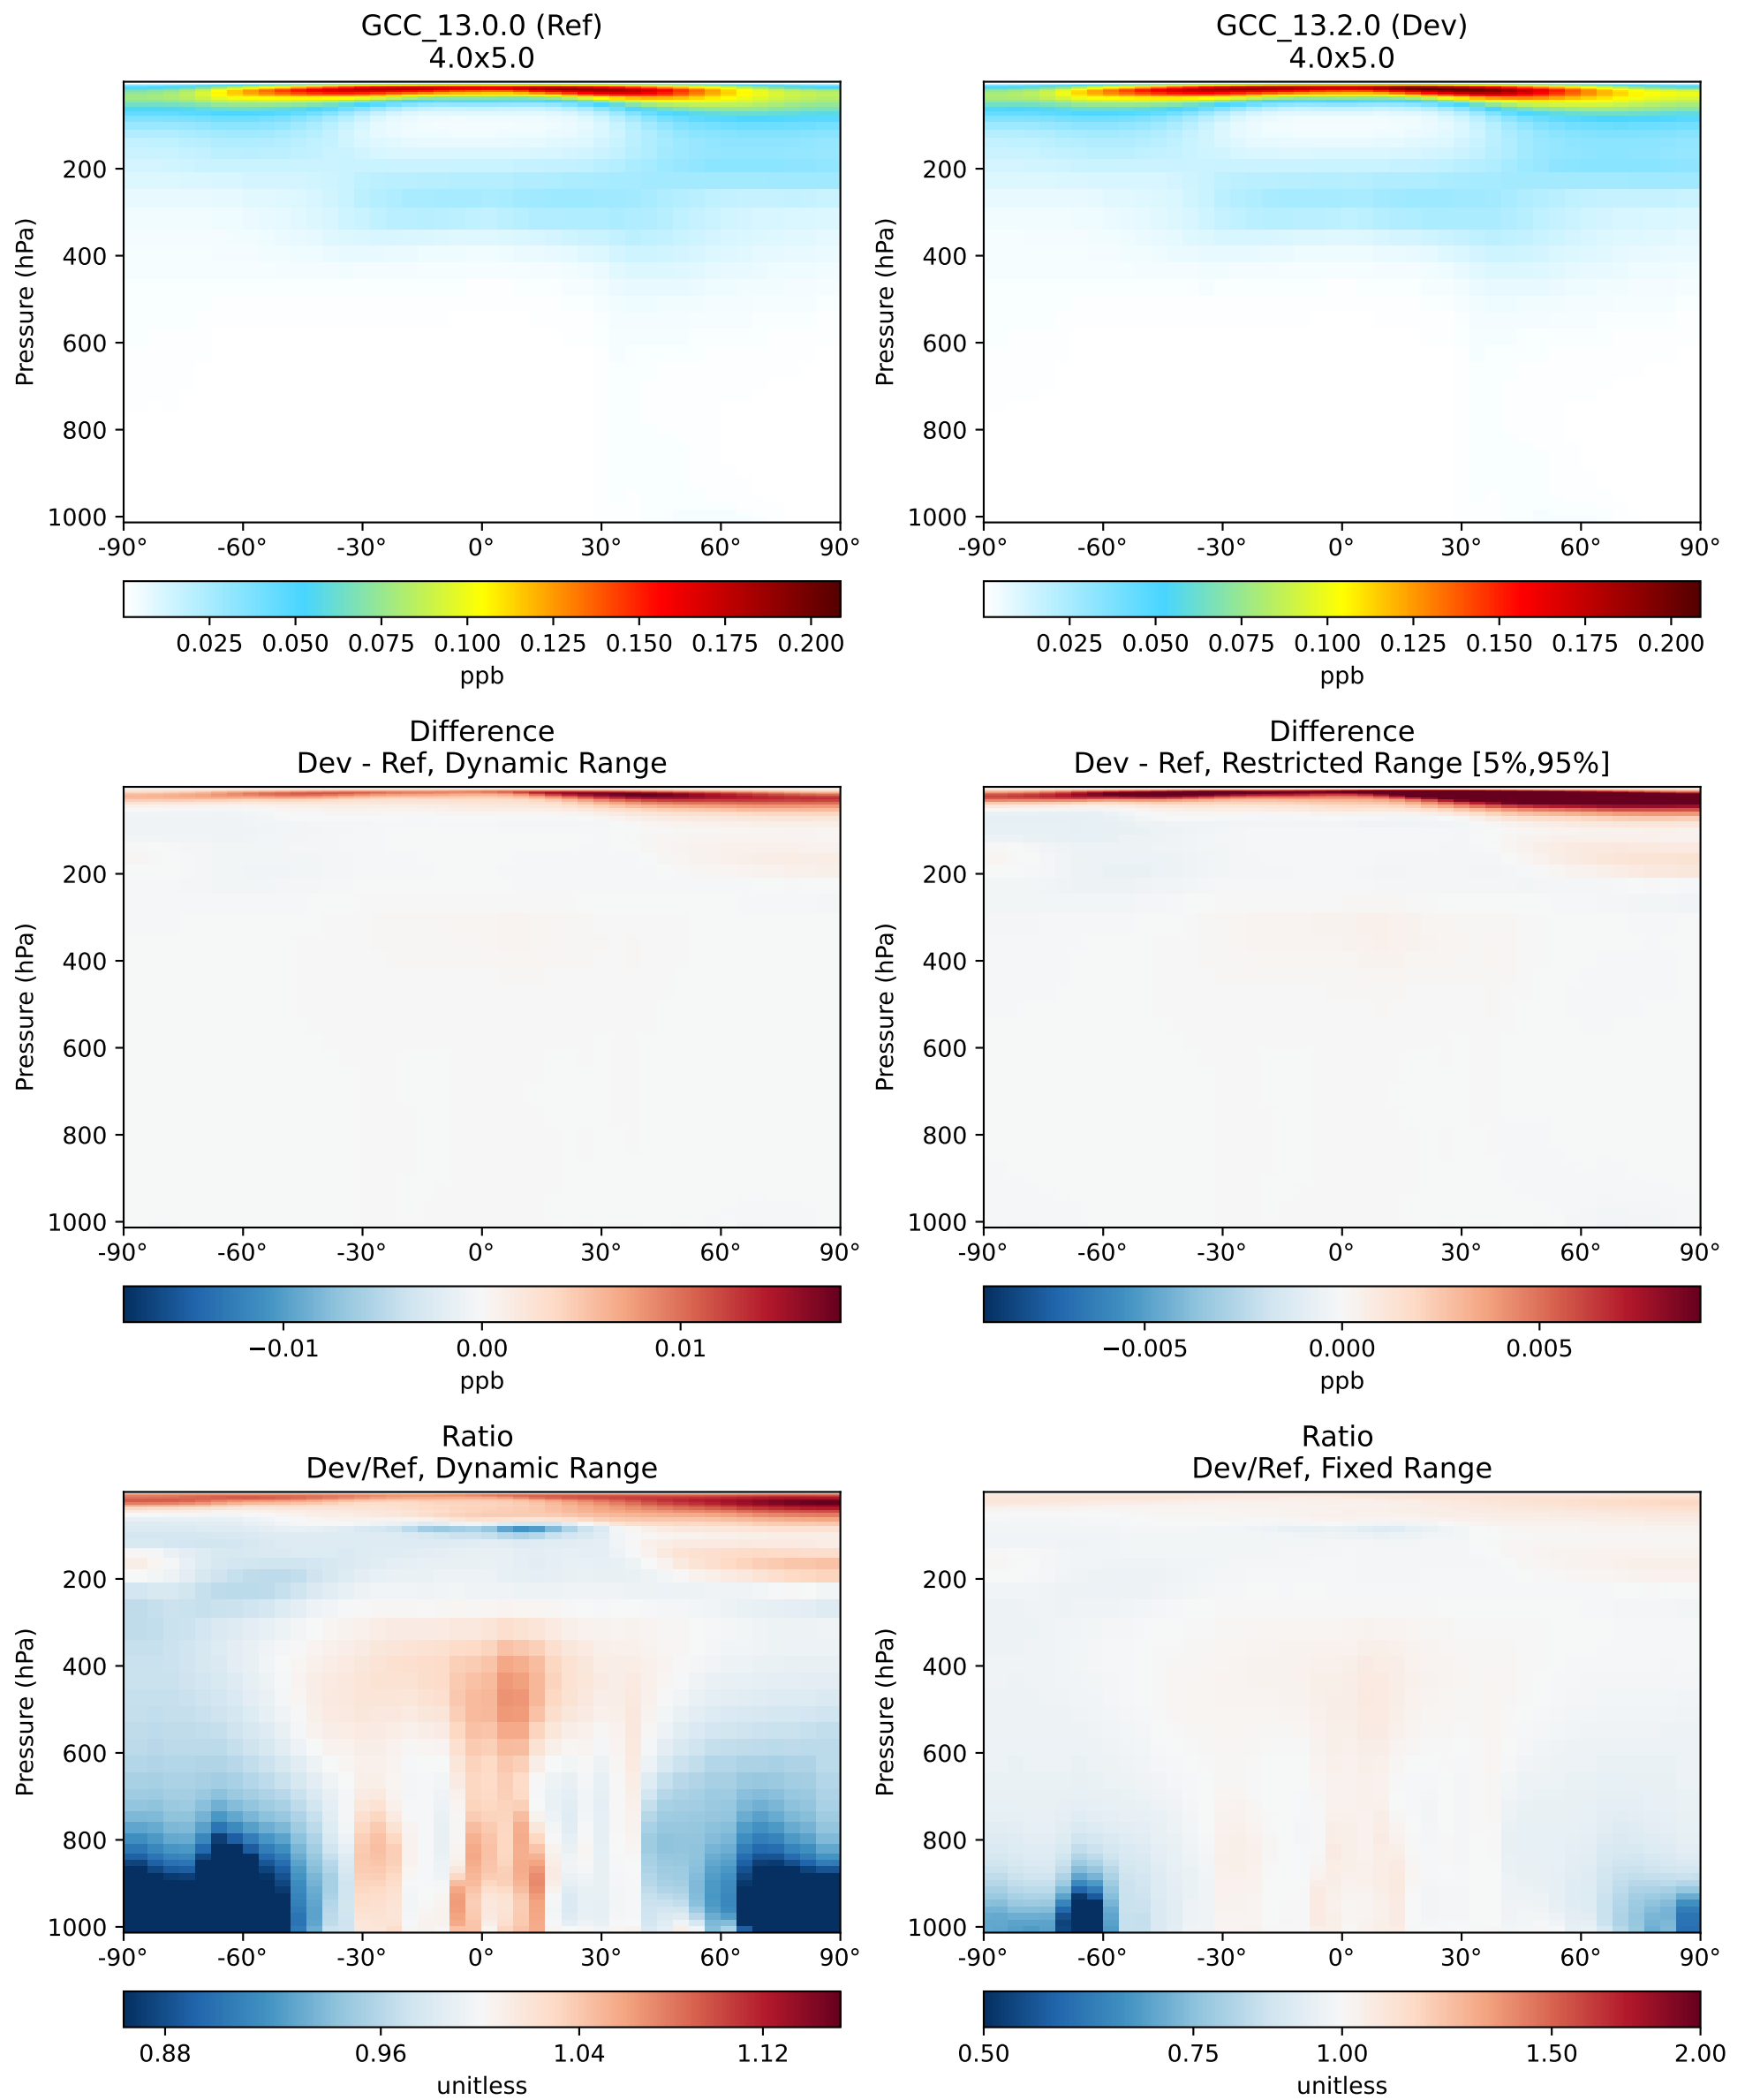 GCC_13.0.0 (Ref)
4.0x5.0
Pressure (hPa)
200
400
600
800
1000
-90° -60° -30° 0° 30° 60° 90°
0.025 0.050 0.075 0.100 0.125 0.150 0.175 0.200
ppb
GCC_13.2.0 (Dev)
4.0x5.0
Pressure (hPa)
200
400
600
800
1000
-90° -60° -30° 0° 30° 60° 90°
0.025 0.050 0.075 0.100 0.125 0.150 0.175 0.200
ppb
Difference
Dev - Ref, Dynamic Range
Pressure (hPa)
200
400
600
800
1000
-90° -60° -30° 0° 30° 60° 90°
−0.01 0.00 0.01
ppb
Difference
Dev - Ref, Restricted Range [5%,95%]
Pressure (hPa)
200
400
600
800
1000
-90° -60° -30° 0° 30° 60° 90°
−0.005 0.000 0.005
ppb
Ratio
Dev/Ref, Dynamic Range
Pressure (hPa)
200
400
600
800
1000
-90° -60° -30° 0° 30° 60° 90°
0.88 0.96 1.04 1.12
unitless
Ratio
Dev/Ref, Fixed Range
Pressure (hPa)
200
400
600
800
1000
-90° -60° -30° 0° 30° 60° 90°
0.50 0.75 1.00 1.50 2.00
unitless